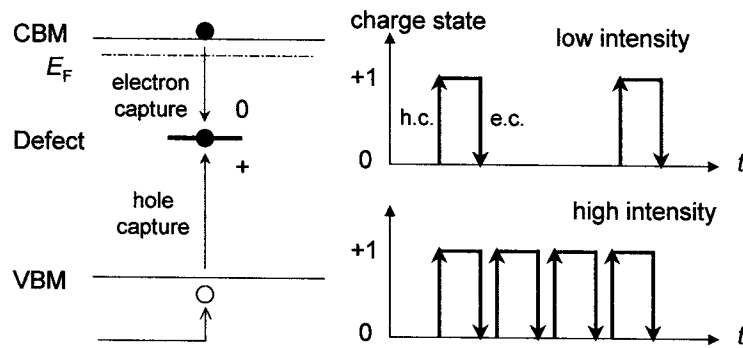 CBM
E_F
electron
capture
0
Defect
+
hole
capture
VBM
charge state
low intensity
+1
h.c.
e.c.
0
t
high intensity
+1
0
t